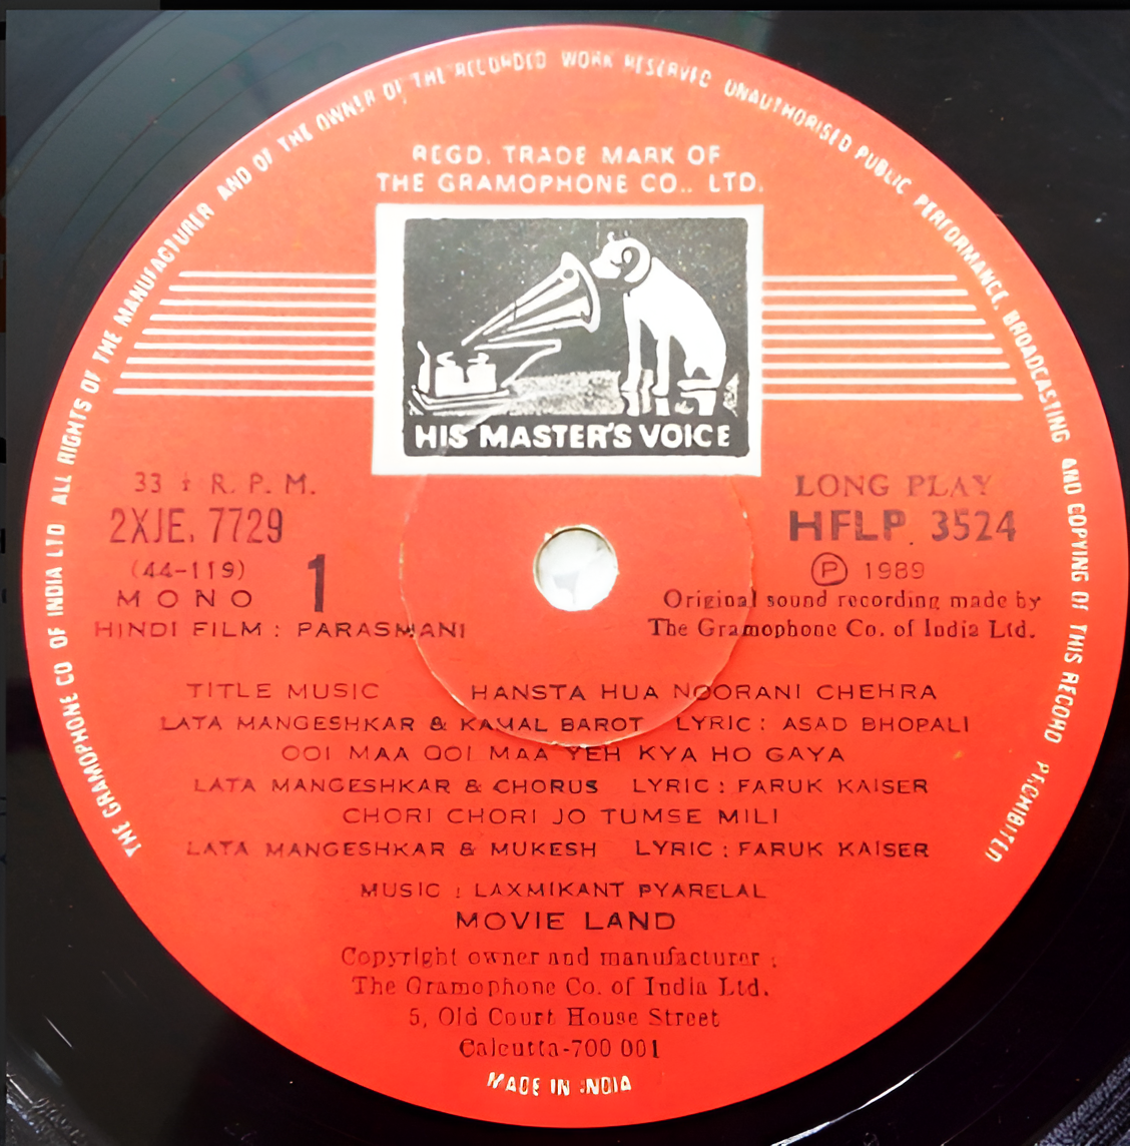 THE GRAMOPHONE CO OF INDIA LTD ALL RIGHTS OF THE MANUFACTURER AND OF THE OWNER OF THE RECORDED WORK RESERVED UNAUTHORISED PUBLIC PERFORMANCE, BROADCASTING AND COPYING OF THIS RECORD PROHIBITED
REGD. TRADE MARK OF
THE GRAMOPHONE CO., LTD.
HIS MASTER'S VOICE
33 ⅓ R. P. M.
2XJE. 7729
(44-119)
1
MONO
HINDI FILM : PARASMANI
LONG PLAY
HFLP. 3524
Ⓟ 1989
Original sound recording made by
The Gramophone Co. of India Ltd.
TITLE MUSIC HANSTA HUA NOORANI CHEHRA
LATA MANGESHKAR & KAMAL BAROT LYRIC : ASAD BHOPALI
OOI MAA OOI MAA YEH KYA HO GAYA
LATA MANGESHKAR & CHORUS LYRIC : FARUK KAISER
CHORI CHORI JO TUMSE MILI
LATA MANGESHKAR & MUKESH LYRIC : FARUK KAISER
MUSIC : LAXMIKANT PYARELAL
MOVIE LAND
Copyright owner and manufacturer :
The Gramophone Co. of India Ltd.
5, Old Court House Street
Calcutta-700 001
MADE IN INDIA